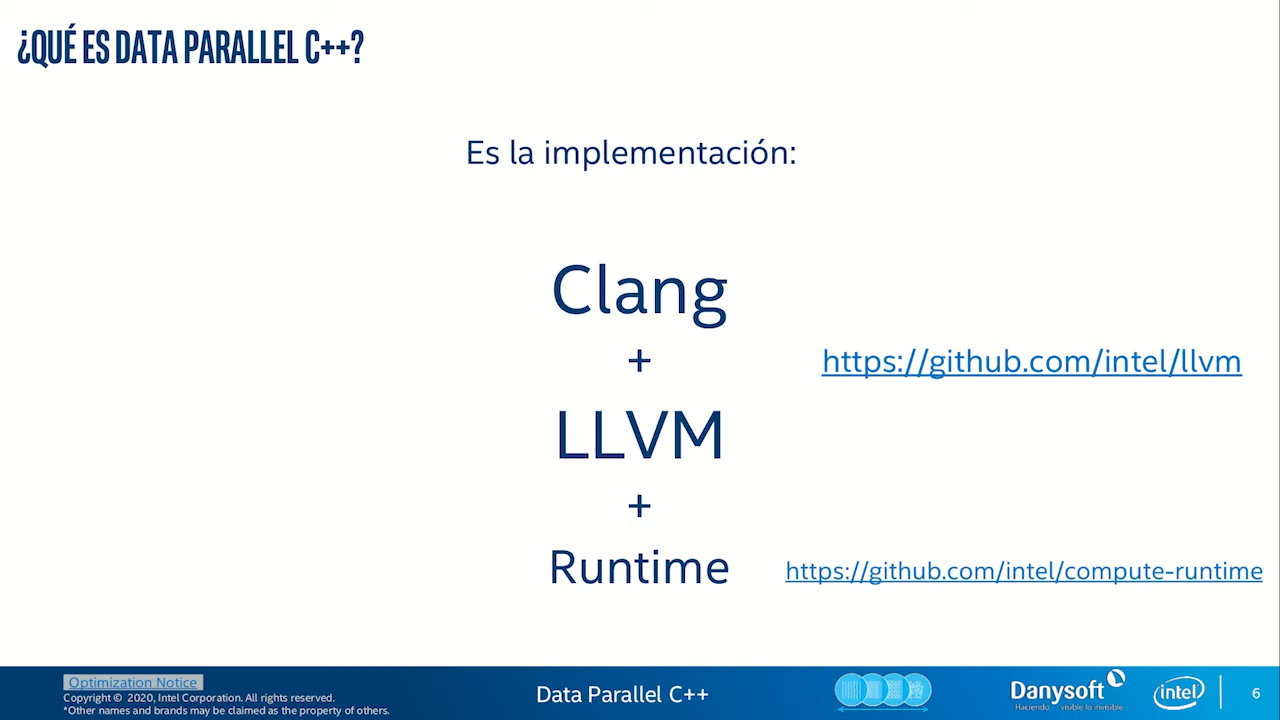 ¿QUÉ ES DATA PARALLEL C++?
Es la implementación:
Clang
+
https://github.com/intel/llvm
LLVM
+
Runtime
https://github.com/intel/compute-runtime
Optimization Notice
Copyright © 2020, Intel Corporation. All rights reserved.
*Other names and brands may be claimed as the property of others.
Data Parallel C++
Danysoft
Haciendo visible lo invisible
intel
6